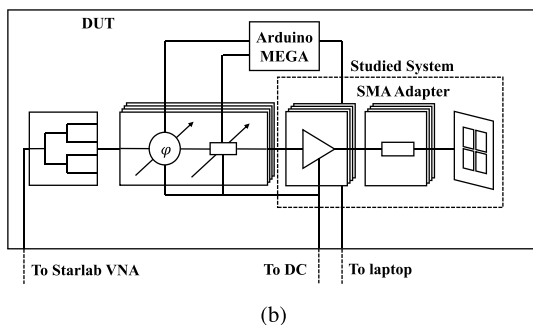 DUT
Arduino
MEGA
Studied System
SMA Adapter
φ
To Starlab VNA
To DC
To laptop
(b)